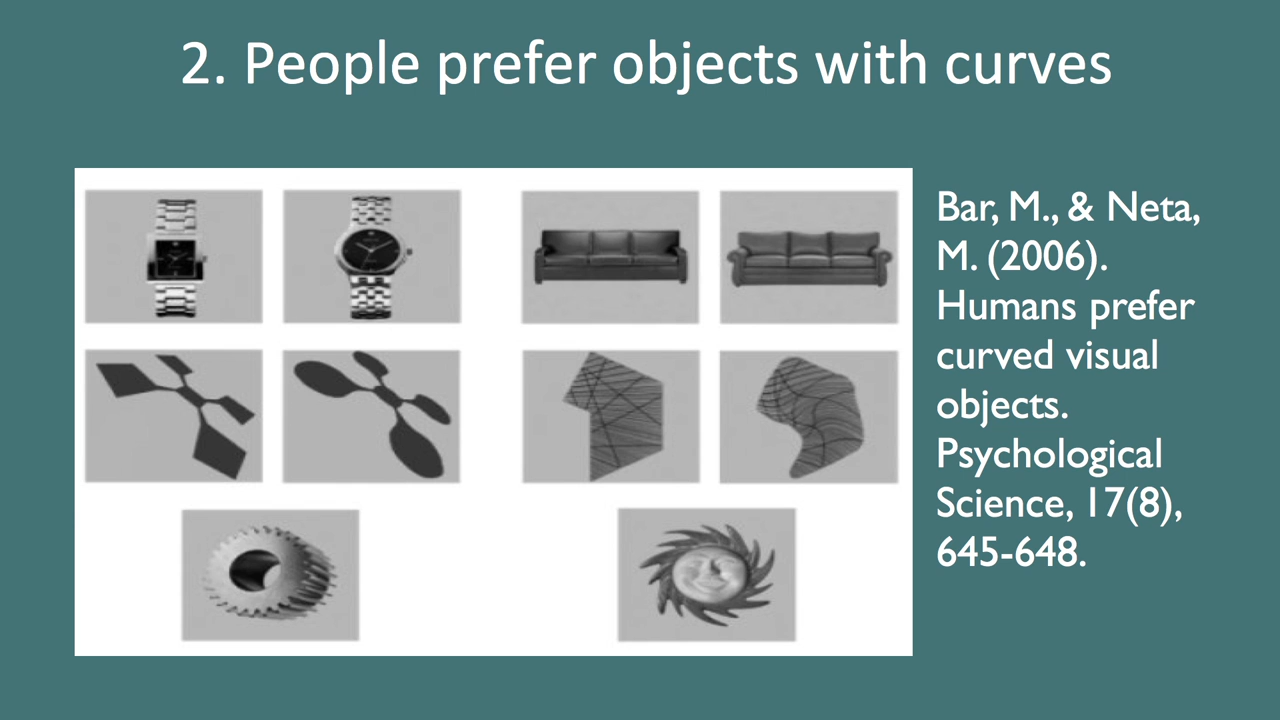 2. People prefer objects with curves
Bar, M., & Neta,
M. (2006).
Humans prefer
curved visual
objects.
Psychological
Science, 17(8),
645-648.